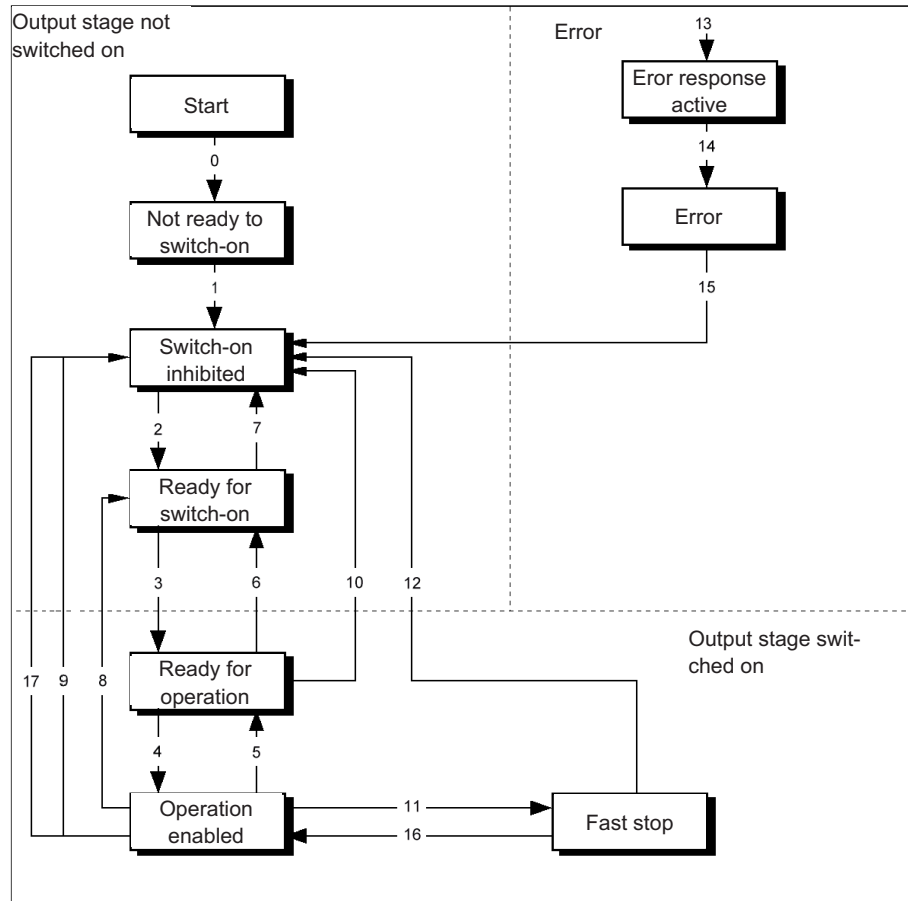 Output stage not
switched on
Error
13
Start
Eror response
active
0
14
Not ready to
switch-on
Error
1
15
Switch-on
inhibited
2
7
Ready for
switch-on
3
6
10
12
Output stage swit-
ched on
Ready for
operation
17
9
8
4
5
Operation
enabled
11
16
Fast stop